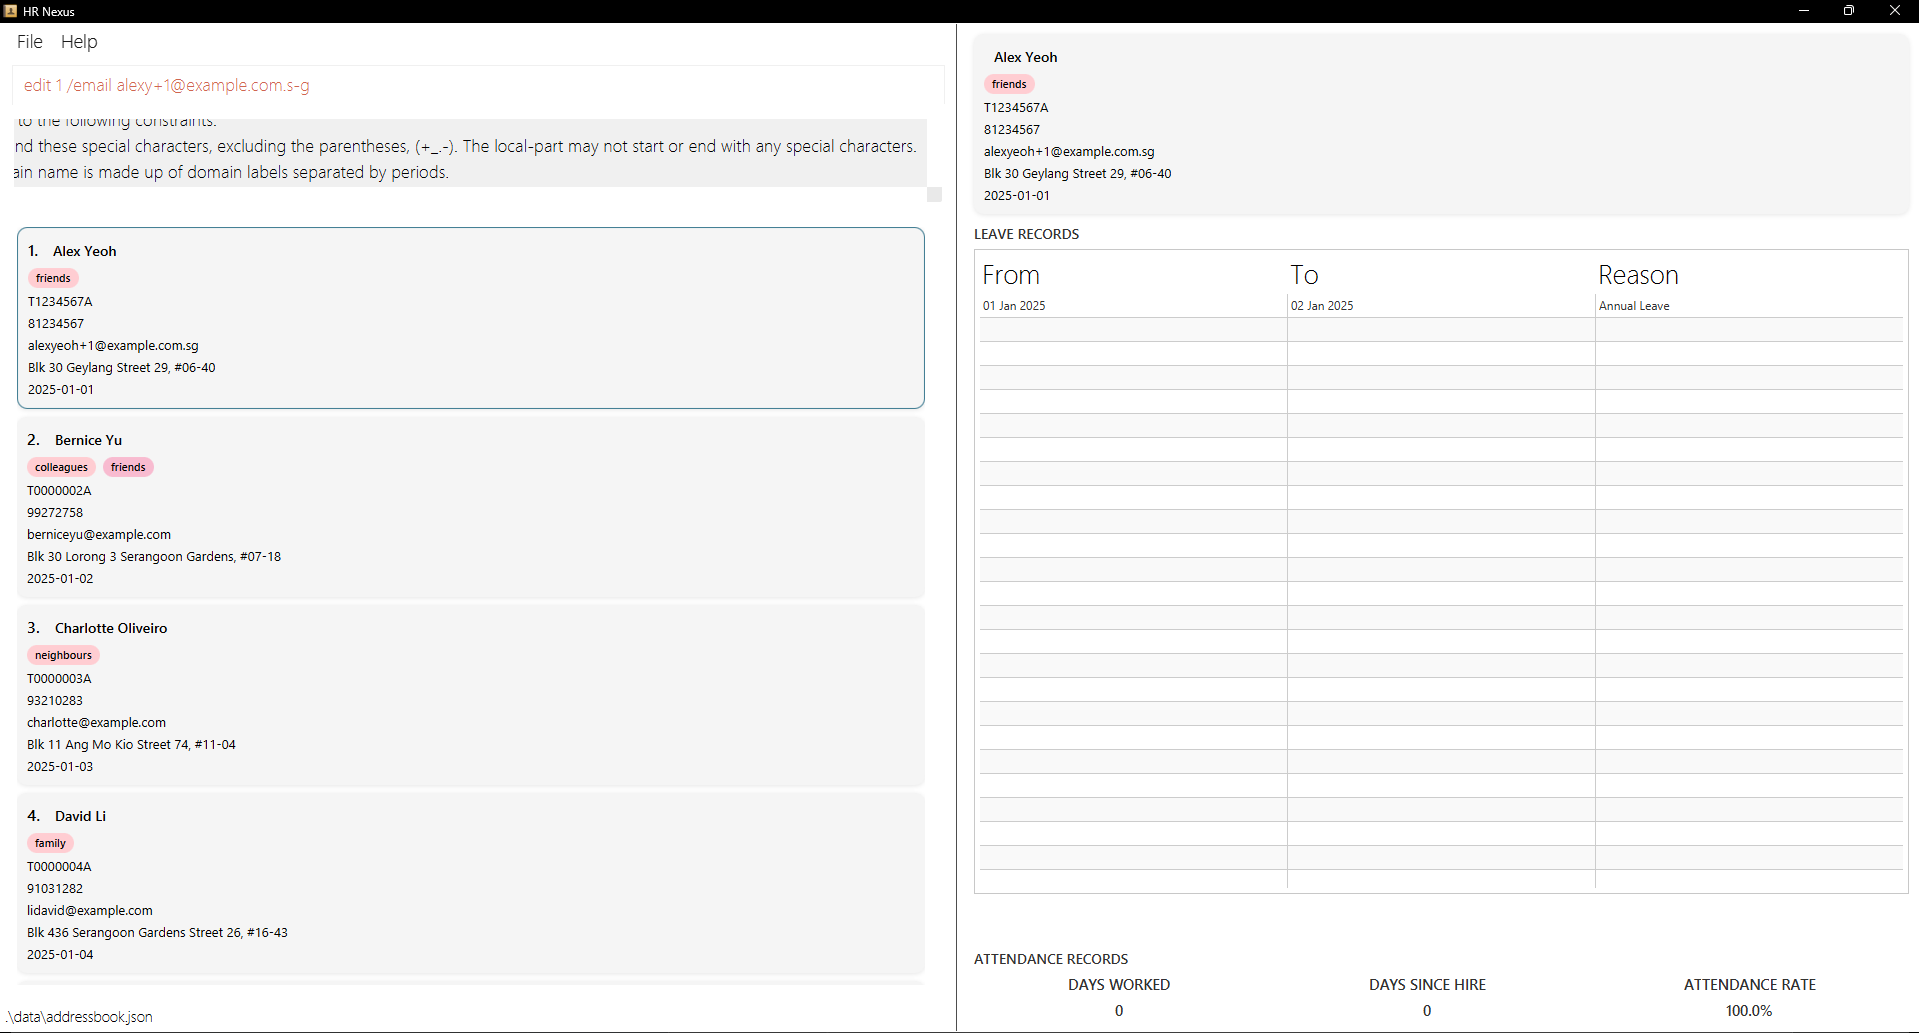 HR Nexus
File Help
edit 1 /email alexy+1@example.com.s-g
to the following constraints:
nd these special characters, excluding the parentheses, (+_.-). The local-part may not start or end with any special characters.
ain name is made up of domain labels separated by periods.
1. Alex Yeoh
friends
T1234567A
81234567
alexyeoh+1@example.com.sg
Blk 30 Geylang Street 29, #06-40
2025-01-01
2. Bernice Yu
colleagues friends
T0000002A
99272758
berniceyu@example.com
Blk 30 Lorong 3 Serangoon Gardens, #07-18
2025-01-02
3. Charlotte Oliveiro
neighbours
T0000003A
93210283
charlotte@example.com
Blk 11 Ang Mo Kio Street 74, #11-04
2025-01-03
4. David Li
family
T0000004A
91031282
lidavid@example.com
Blk 436 Serangoon Gardens Street 26, #16-43
2025-01-04
.\data\addressbook.json
Alex Yeoh
friends
T1234567A
81234567
alexyeoh+1@example.com.sg
Blk 30 Geylang Street 29, #06-40
2025-01-01
LEAVE RECORDS
From To Reason
01 Jan 2025 02 Jan 2025 Annual Leave
ATTENDANCE RECORDS
DAYS WORKED DAYS SINCE HIRE ATTENDANCE RATE
0 0 100.0%